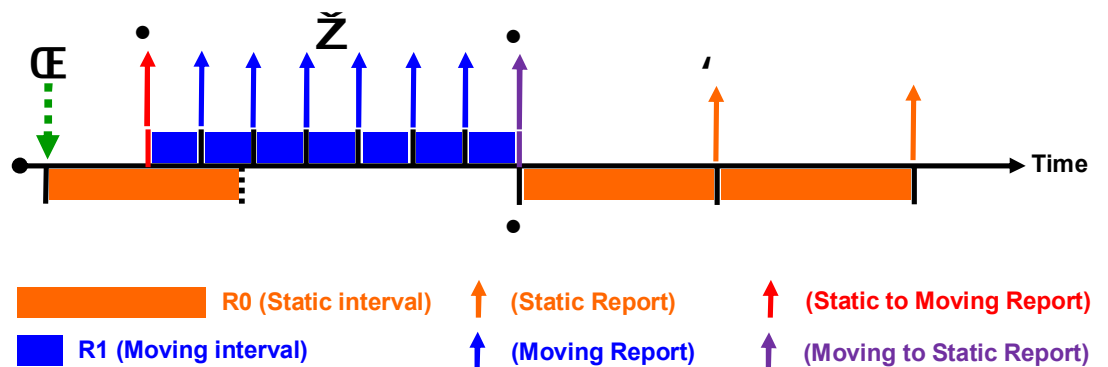 Ž
Œ
‘
Time
R0 (Static interval)
(Static Report)
(Static to Moving Report)
R1 (Moving interval)
(Moving Report)
(Moving to Static Report)